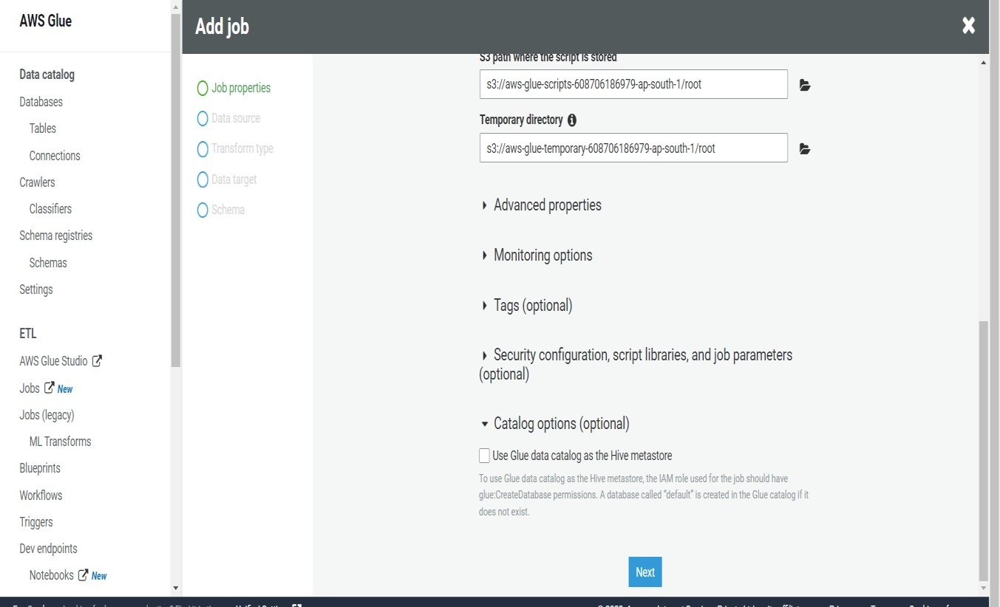 AWS Glue
Data catalog
Databases
Tables
Connections
Crawlers
Classifiers
Schema registries
Schemas
Settings
ETL
AWS Glue Studio
Jobs New
Jobs (legacy)
ML Transforms
Blueprints
Workflows
Triggers
Dev endpoints
Notebooks New
Add job
Job properties
Data source
Transform type
Data target
Schema
S3 path where the script is stored
s3://aws-glue-scripts-608706186979-ap-south-1/root
Temporary directory
s3://aws-glue-temporary-608706186979-ap-south-1/root
Advanced properties
Monitoring options
Tags (optional)
Security configuration, script libraries, and job parameters
(optional)
Catalog options (optional)
Use Glue data catalog as the Hive metastore
To use Glue data catalog as the Hive metastore, the IAM role used for the job should have
glue:CreateDatabase permissions. A database called “default” is created in the Glue catalog if it
does not exist.
Next